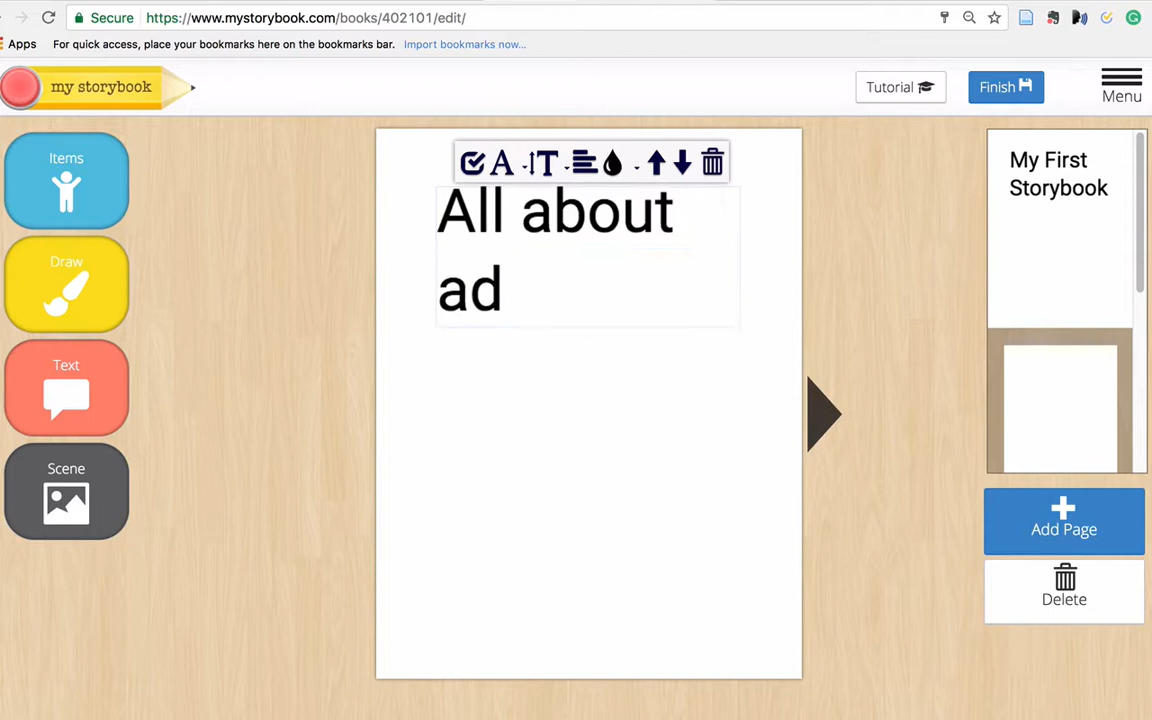 Secure https://www.mystorybook.com/books/402101/edit/
Apps For quick access, place your bookmarks here on the bookmarks bar. Import bookmarks now...
my storybook
Tutorial
Finish
Menu
Items
Draw
Text
Scene
All about
ad
My First
Storybook
Add Page
Delete